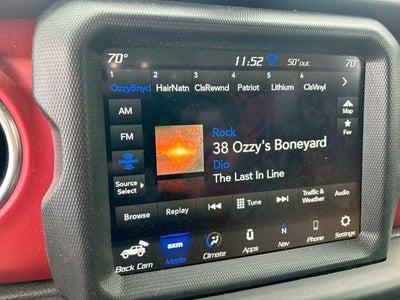 70°
11:52
50°out.
70°
1 2 3 4 5 6
OzzyBnyd HairNatn ClsRewnd Patriot Lithium ClsVinyl
AM
FM
Source Select
Rock
38 Ozzy's Boneyard
Dio
The Last In Line
Map
Fav
Browse Replay Tune Traffic & Weather Audio
Back Cam
sxm
Media
Climate
Apps
N
Nav
Phone
Settings